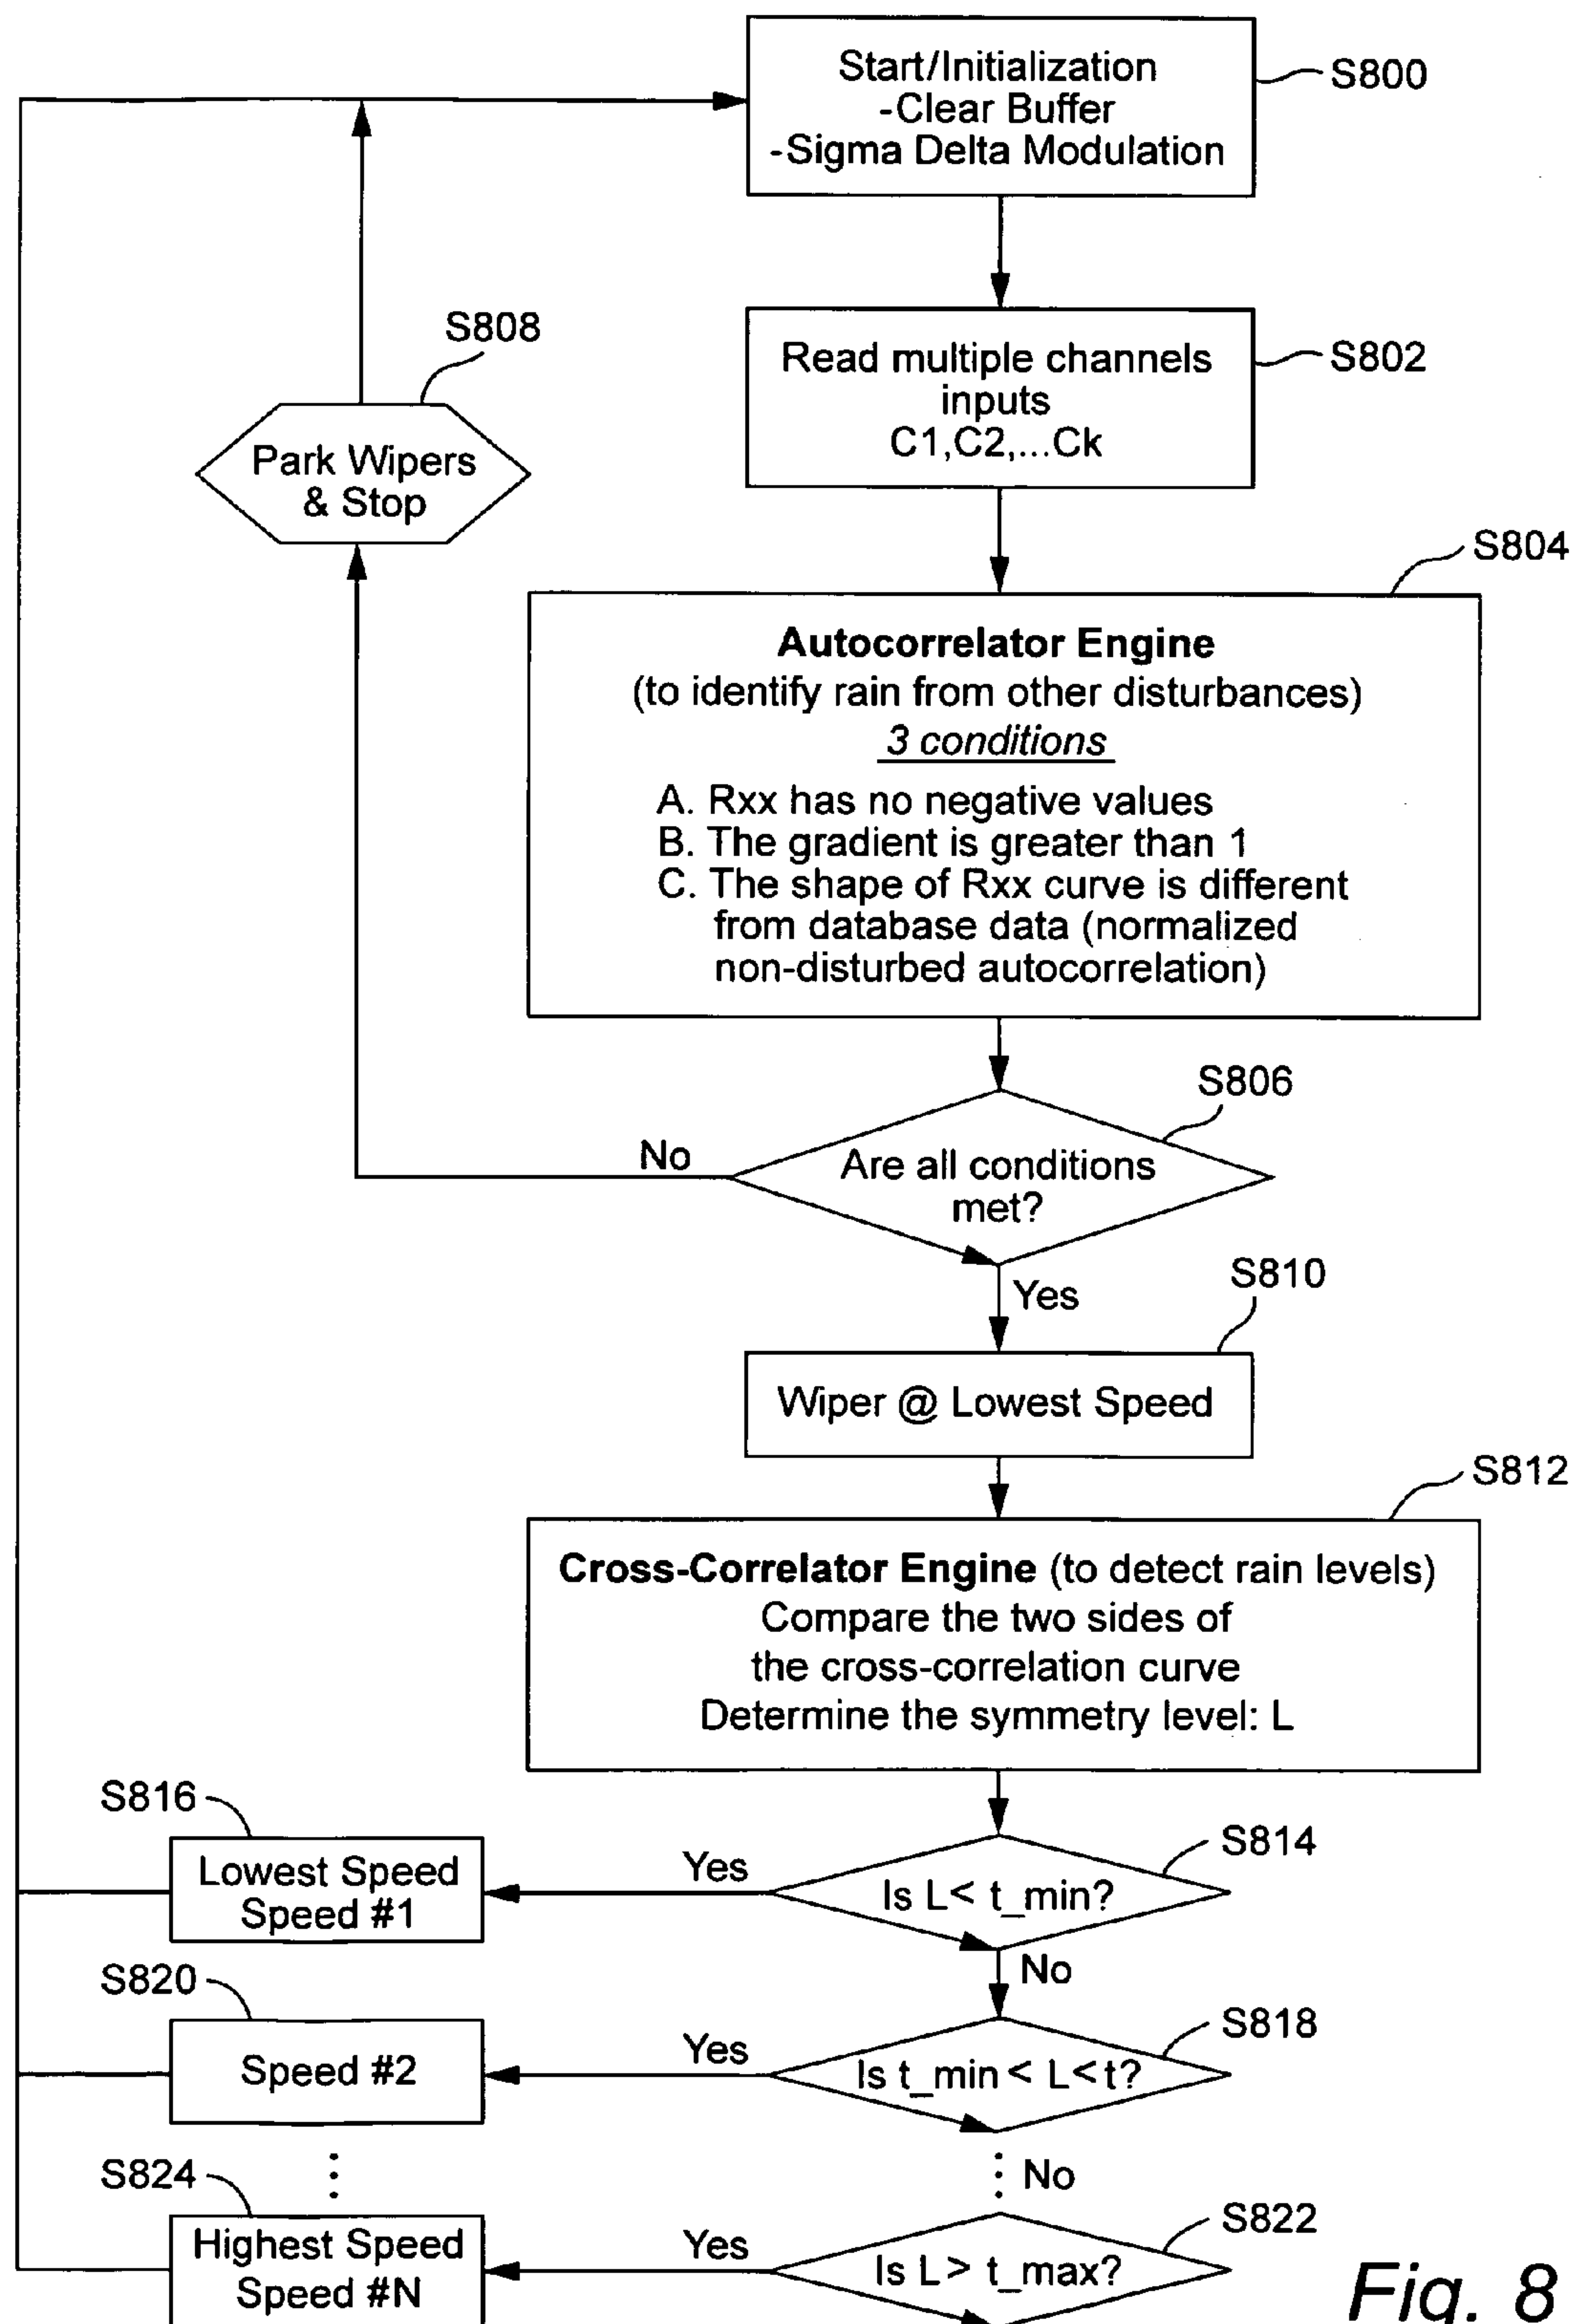 Start/Initialization
-Clear Buffer
-Sigma Delta Modulation
S800
S808
Read multiple channels
inputs
C1,C2,...Ck
S802
Park Wipers
& Stop
S804
Autocorrelator Engine
(to identify rain from other disturbances)
3 conditions
A. Rxx has no negative values
B. The gradient is greater than 1
C. The shape of Rxx curve is different
from database data (normalized
non-disturbed autocorrelation)
S806
No
Are all conditions
met?
Yes
S810
Wiper @ Lowest Speed
S812
Cross-Correlator Engine (to detect rain levels)
Compare the two sides of
the cross-correlation curve
Determine the symmetry level: L
S816
Lowest Speed
Speed #1
Yes
Is L< t_min?
S814
No
S820
Speed #2
Yes
Is t_min< L<t?
S818
No
S824
Highest Speed
Speed #N
Yes
Is L> t_max?
S822
Fig. 8